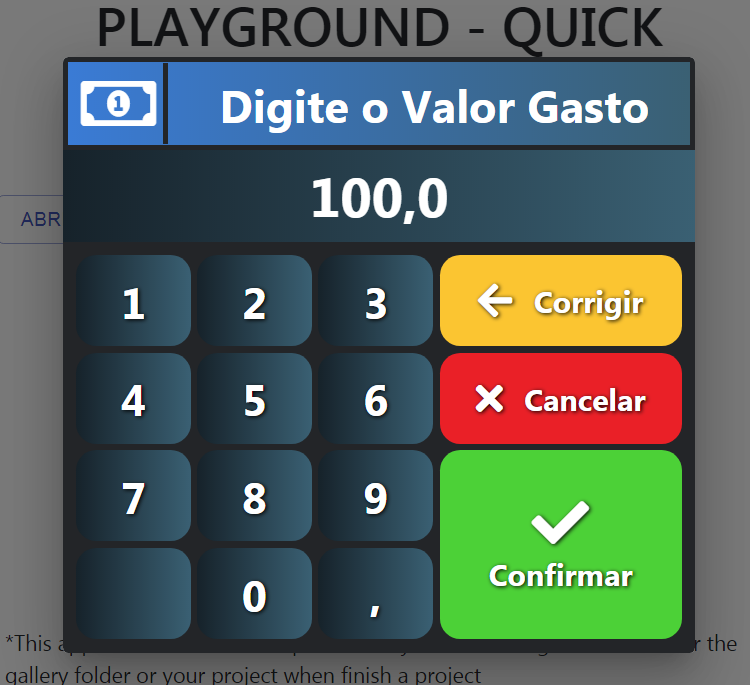 PLAYGROUND - QUICK
1
Digite o Valor Gasto
100,0
ABR
1 2 3 Corrigir
4 5 6 Cancelar
7 8 9
Confirmar
0 ,
*This r the
gallery folder or your project when finish a project